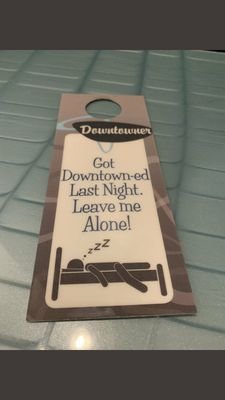 Downtowner
Got
Downtown-ed
Last Night.
Leave me
Alone!
zzZ